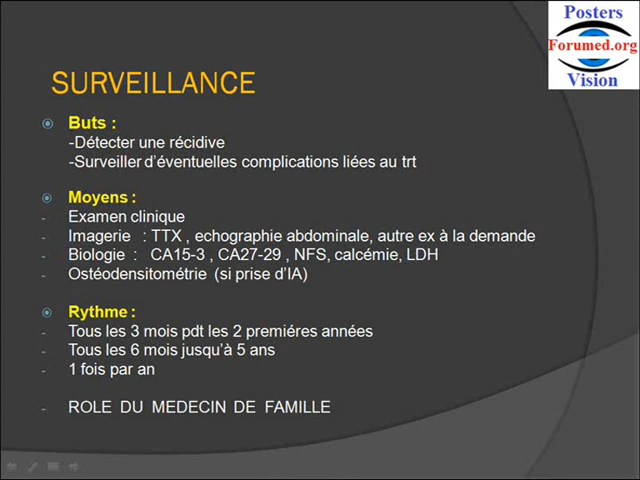 Posters
Forumed.org
Vision
SURVEILLANCE
Buts :
-Détecter une récidive
-Surveiller d'éventuelles complications liées au trt
Moyens :
- Examen clinique
- Imagerie : TTX , echographie abdominale, autre ex à la demande
- Biologie : CA15-3 , CA27-29 , NFS, calcémie, LDH
- Ostéodensitométrie (si prise d'IA)
Rythme :
- Tous les 3 mois pdt les 2 premiéres années
- Tous les 6 mois jusqu'à 5 ans
- 1 fois par an
- ROLE DU MEDECIN DE FAMILLE